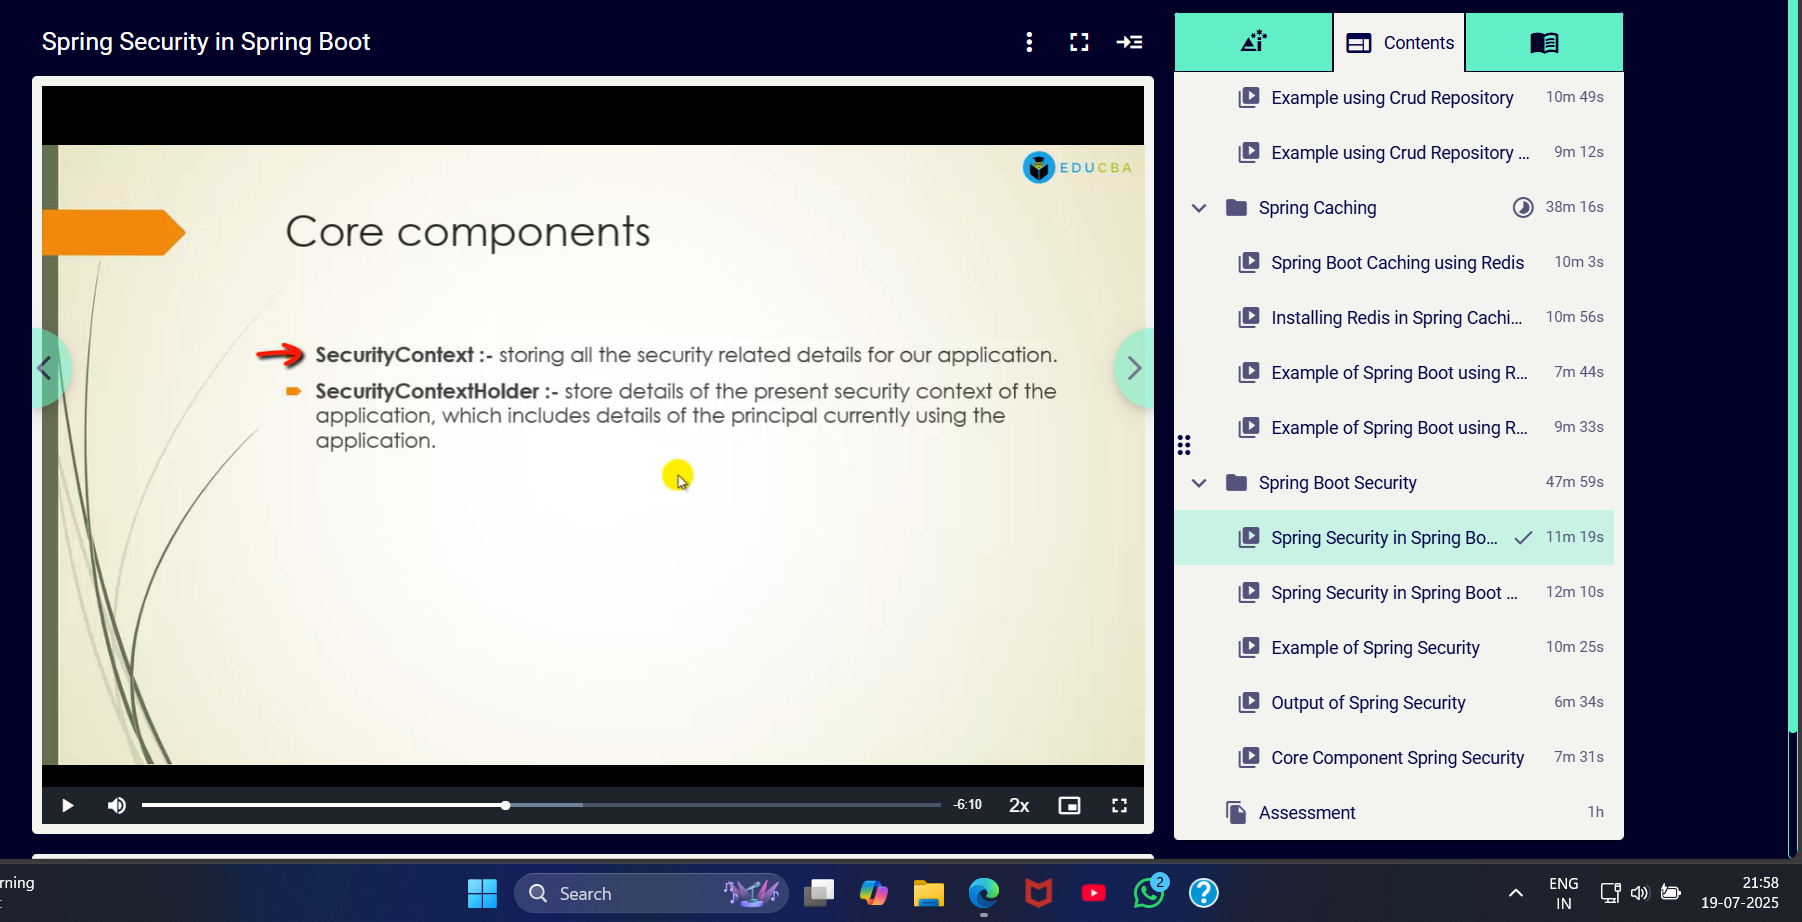 Spring Security in Spring Boot
EDUCBA
Core components
SecurityContext :- storing all the security related details for our application.
SecurityContextHolder :- store details of the present security context of the
application, which includes details of the principal currently using the
application.
-6:10
2x
Contents
Example using Crud Repository 10m 49s
Example using Crud Repository ... 9m 12s
Spring Caching 38m 16s
Spring Boot Caching using Redis 10m 3s
Installing Redis in Spring Cachi... 10m 56s
Example of Spring Boot using R... 7m 44s
Example of Spring Boot using R... 9m 33s
Spring Boot Security 47m 59s
Spring Security in Spring Bo... 11m 19s
Spring Security in Spring Boot ... 12m 10s
Example of Spring Security 10m 25s
Output of Spring Security 6m 34s
Core Component Spring Security 7m 31s
Assessment 1h
rning
Search
2
ENG
IN
21:58
19-07-2025